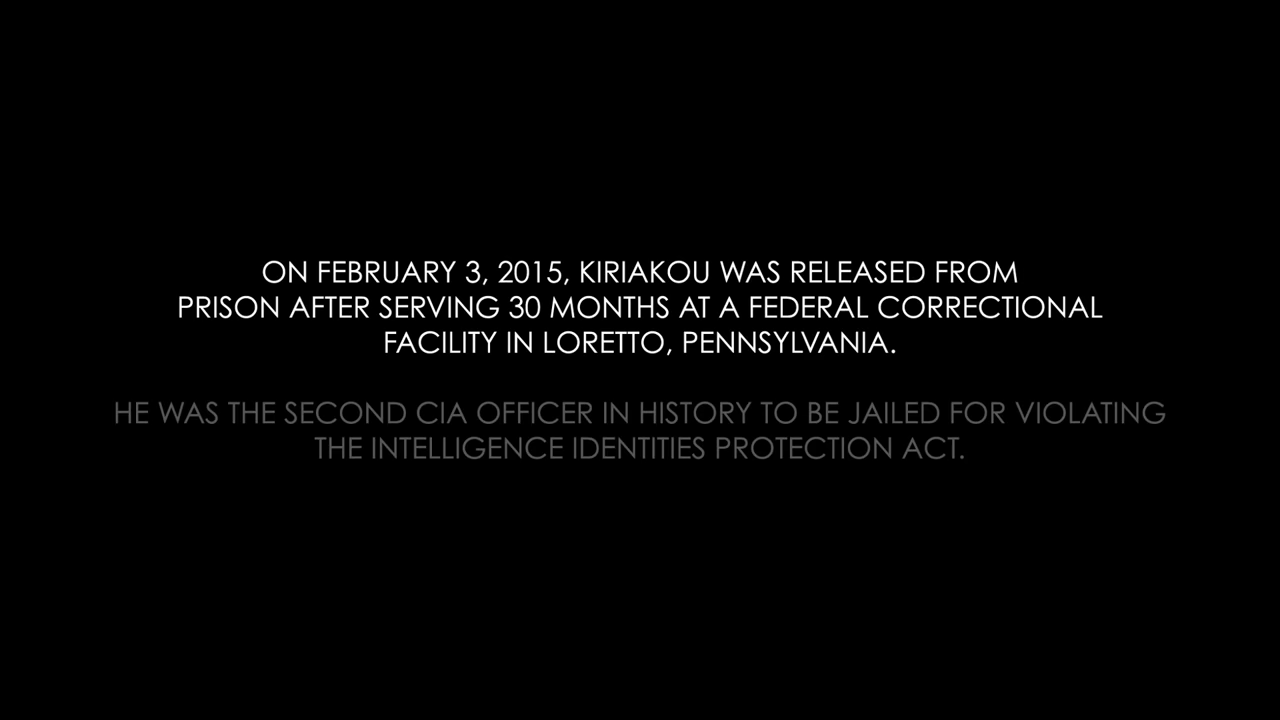 ON FEBRUARY 3, 2015, KIRIAKOU WAS RELEASED FROM
PRISON AFTER SERVING 30 MONTHS AT A FEDERAL CORRECTIONAL
FACILITY IN LORETTO, PENNSYLVANIA.
HE WAS THE SECOND CIA OFFICER IN HISTORY TO BE JAILED FOR VIOLATING
THE INTELLIGENCE IDENTITIES PROTECTION ACT.